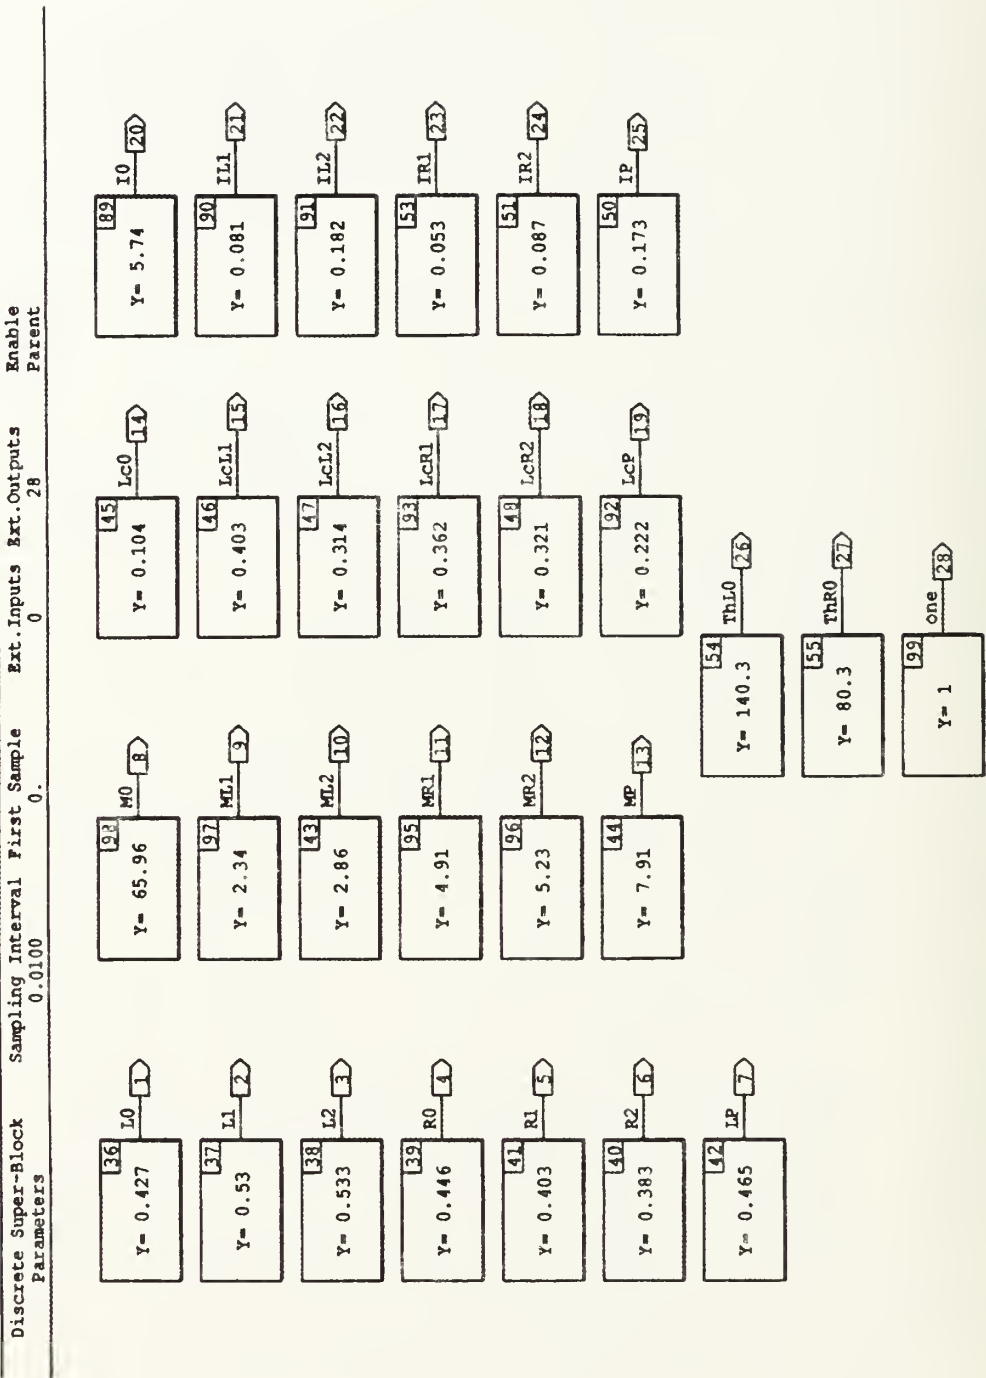 Discrete Super-Block Sampling Interval First Sample Ext.Inputs Ext.Outputs Enable
Parameters 0.0100 0. 0 28 Parent
36
Y= 0.427
L0
1
37
Y= 0.53
L1
2
38
Y= 0.533
L2
3
39
Y= 0.446
R0
4
41
Y= 0.403
R1
5
40
Y= 0.383
R2
6
42
Y= 0.465
LP
7
98
Y= 65.96
M0
8
97
Y= 2.34
ML1
9
43
Y= 2.86
ML2
10
95
Y= 4.91
MR1
11
96
Y= 5.23
MR2
12
44
Y= 7.91
MP
13
45
Y= 0.104
Lc0
14
46
Y= 0.403
LcL1
15
47
Y= 0.314
LcL2
16
93
Y= 0.362
LcR1
17
48
Y= 0.321
LcR2
18
92
Y= 0.222
LcP
19
89
Y= 5.74
I0
20
90
Y= 0.081
IL1
21
91
Y= 0.182
IL2
22
53
Y= 0.053
IR1
23
51
Y= 0.087
IR2
24
50
Y= 0.173
IP
25
54
Y= 140.3
ThL0
26
55
Y= 80.3
ThR0
27
99
Y= 1
one
28